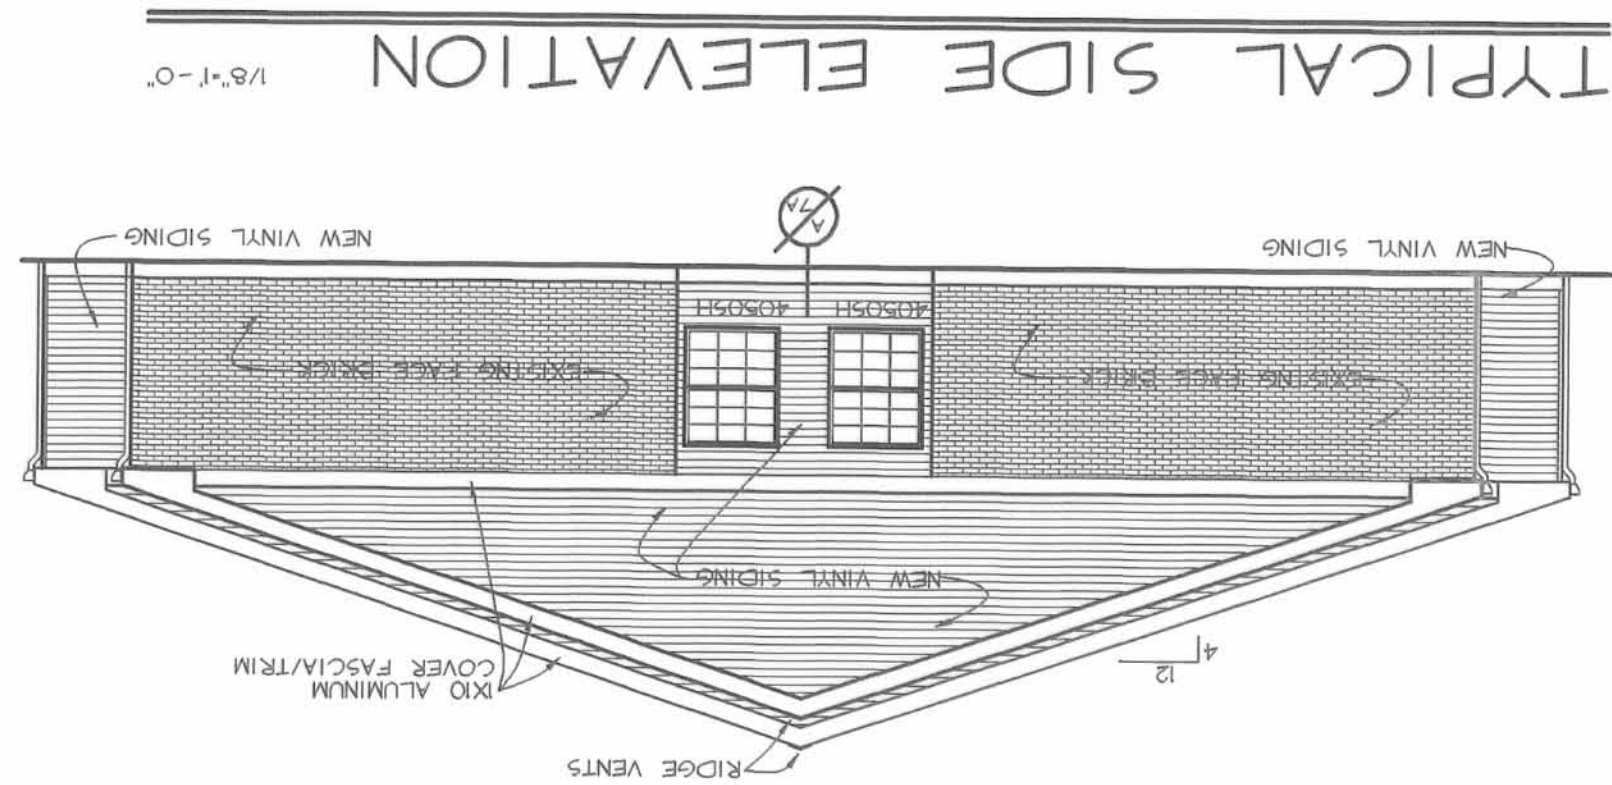 RIDGE VENTS
1X10 ALUMINUM
COVER FASCIA/TRIM
12
4
NEW VINYL SIDING
EXISTING FACE BRICK
EXISTING FACE BRICK
4050SH
4050SH
NEW VINYL SIDING
NEW VINYL SIDING
A
7A
TYPICAL SIDE ELEVATION
1/8"=1'-0"